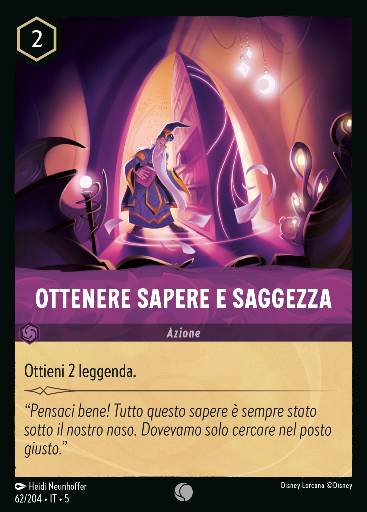 2
OTTENERE SAPERE E SAGGEZZA
Azione
Ottieni 2 leggenda.
“Pensaci bene! Tutto questo sapere è sempre stato
sotto il nostro naso. Dovevamo solo cercare nel posto
giusto.”
Heidi Neunhoffer
Disney Lorcana ©Disney
62/204 • IT • 5